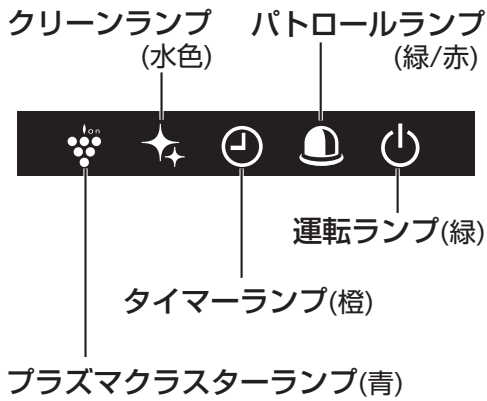 クリーンランプ
(水色)
パトロールランプ
(緑/赤)
ion
運転ランプ(緑)
タイマーランプ(橙)
プラズマクラスターランプ(青)